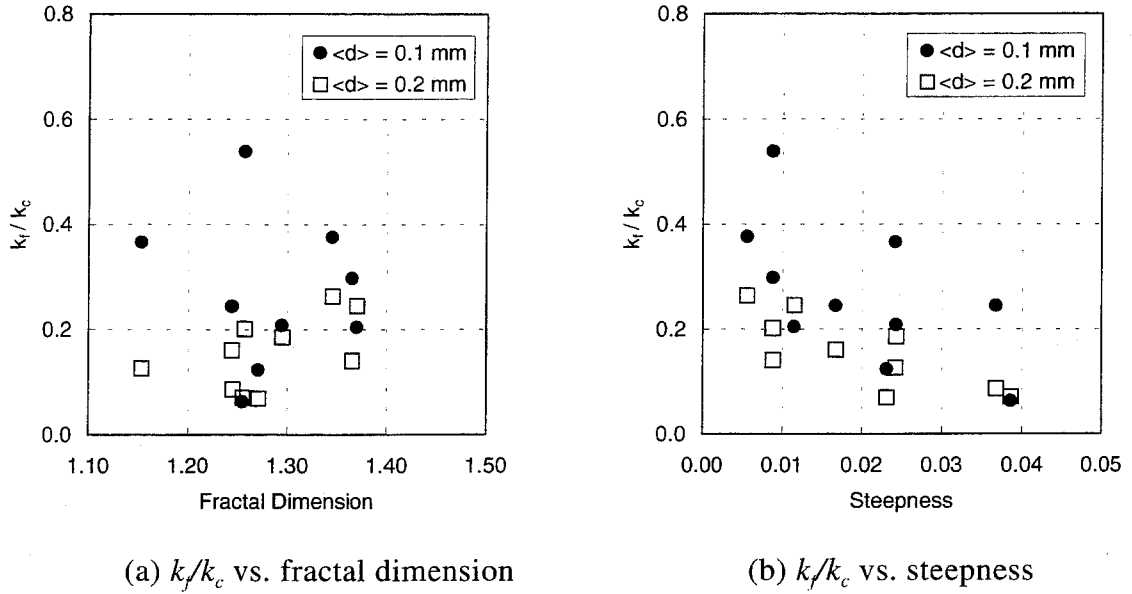 0.8
0.6
0.4
0.2
0.0
k_f / k_c
● <d> = 0.1 mm
□ <d> = 0.2 mm
1.10 1.20 1.30 1.40 1.50
Fractal Dimension
(a) k_f/k_c vs. fractal dimension
0.8
0.6
0.4
0.2
0.0
k_f / k_c
● <d> = 0.1 mm
□ <d> = 0.2 mm
0.00 0.01 0.02 0.03 0.04 0.05
Steepness
(b) k_f/k_c vs. steepness